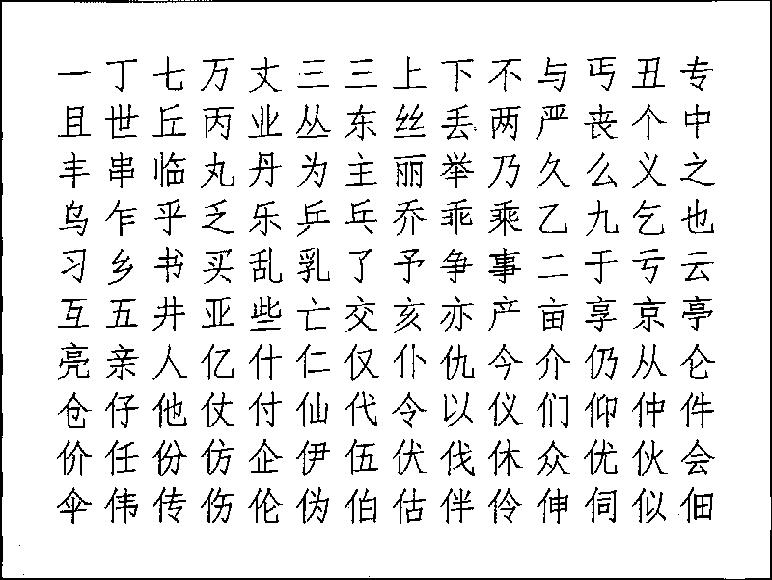 一丁七万丈三三上下不与丐丑专
且世丘丙业丛东丝丢两严丧个中
丰串临丸丹为主丽举乃久么义之
乌乍乎乏乐乒乓乔乖乘乙九乞也
习乡书买乱乳了予争事二于亏云
互五井亚些亡交亥亦产亩享京亭
亮亲人亿什仁仅仆仇今介仍从仑
仓仔他仗付仙代令以仪们仰仲件
价任份仿企伊伍伏伐休众优伙会
伞伟传伤伦伪伯估伴伶伸伺似佃